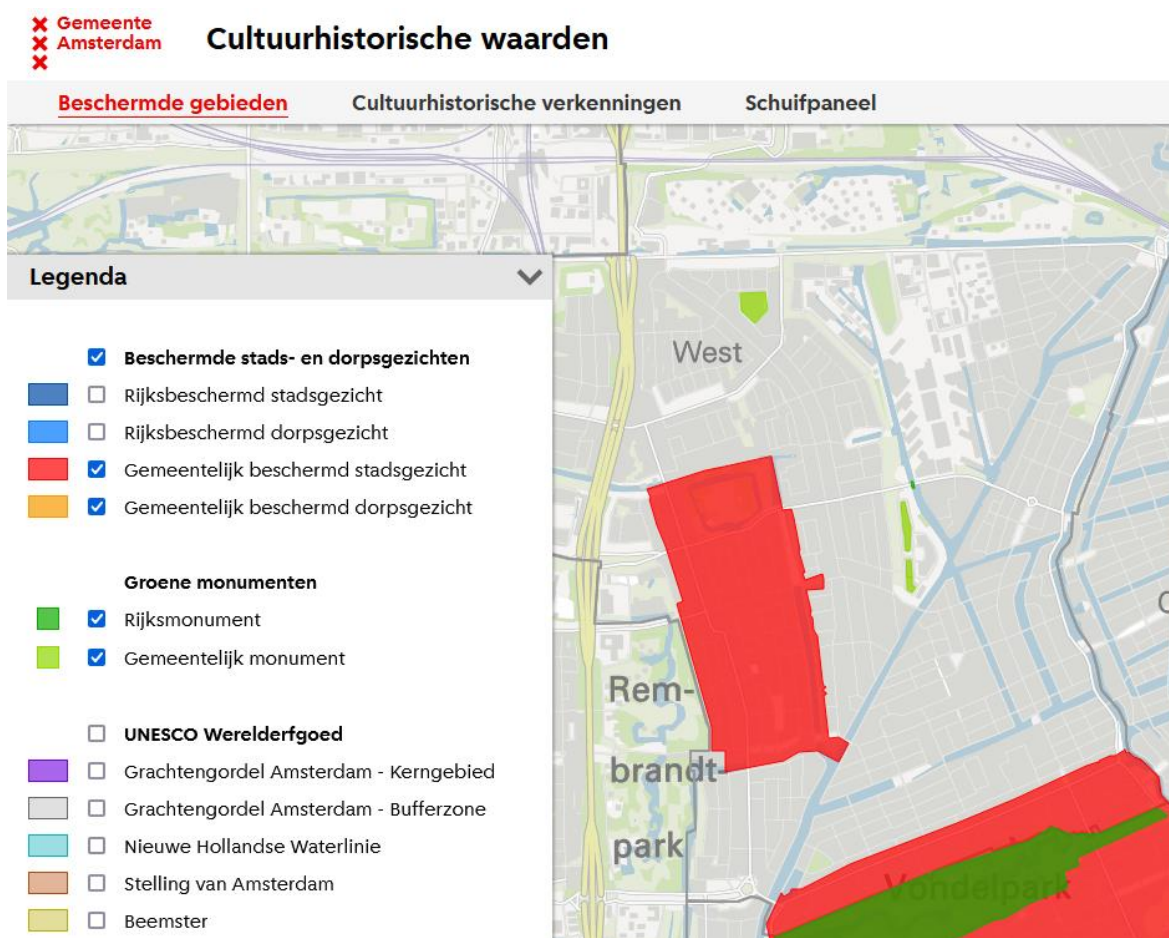 Gemeente
Amsterdam
Cultuurhistorische waarden
Beschermde gebieden
Cultuurhistorische verkenningen
Schuifpaneel
Legenda
Beschermde stads- en dorpsgezichten
Rijksbeschermd stadsgezicht
Rijksbeschermd dorpsgezicht
Gemeentelijk beschermd stadsgezicht
Gemeentelijk beschermd dorpsgezicht
Groene monumenten
Rijksmonument
Gemeentelijk monument
UNESCO Werelderfgoed
Grachtengordel Amsterdam - Kerngebied
Grachtengordel Amsterdam - Bufferzone
Nieuwe Hollandse Waterlinie
Stelling van Amsterdam
Beemster
West
Rem-
brandt-
park
Vondelpark